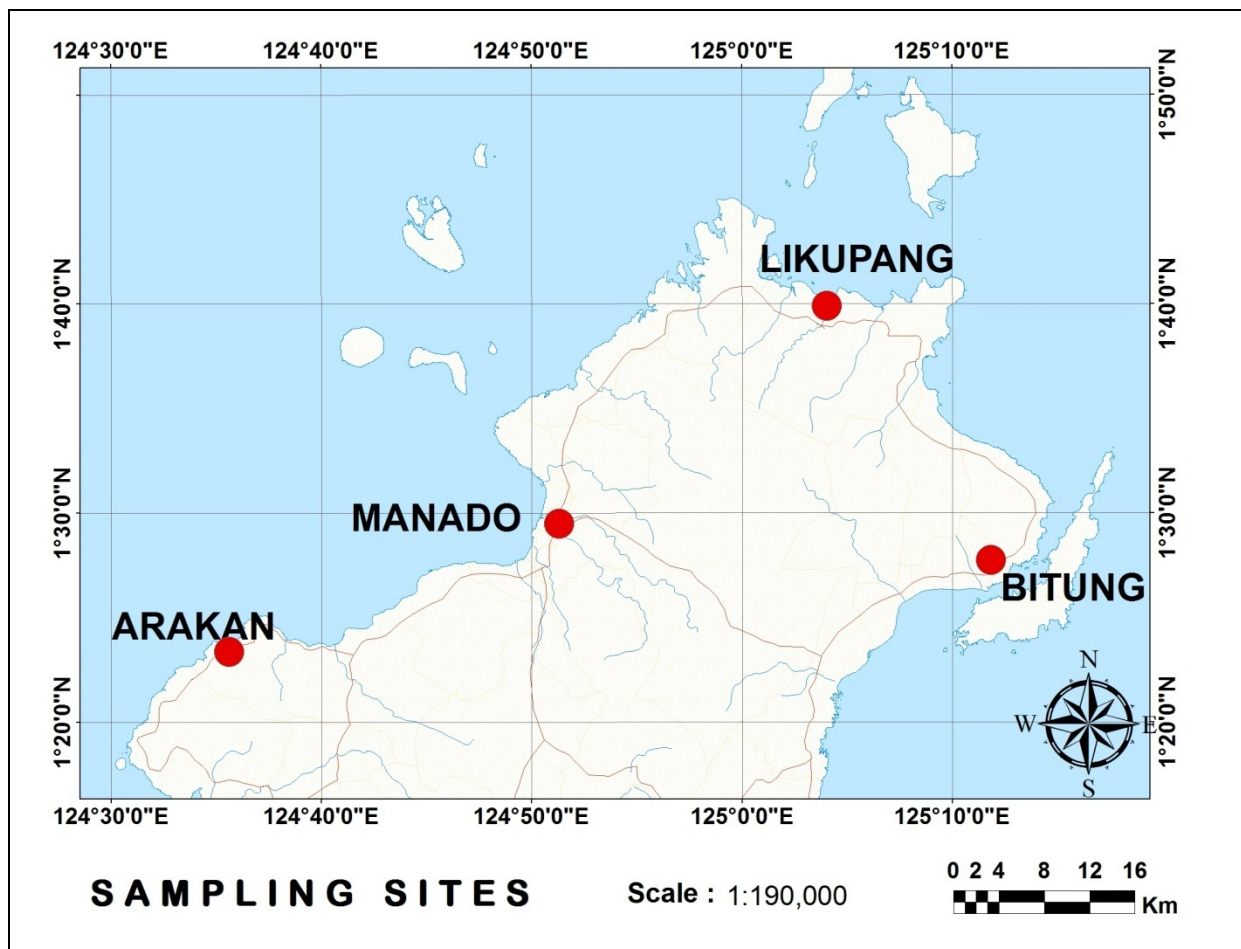 124°30'0"E 124°40'0"E 124°50'0"E 125°0'0"E 125°10'0"E
1°50'0"N
LIKUPANG
1°40'0"N 1°40'0"N
1°30'0"N MANADO 1°30'0"N
BITUNG
ARAKAN
N
W E
S
1°20'0"N 1°20'0"N
124°30'0"E 124°40'0"E 124°50'0"E 125°0'0"E 125°10'0"E
SAMPLING SITES Scale : 1:190,000
0 2 4 8 12 16
Km